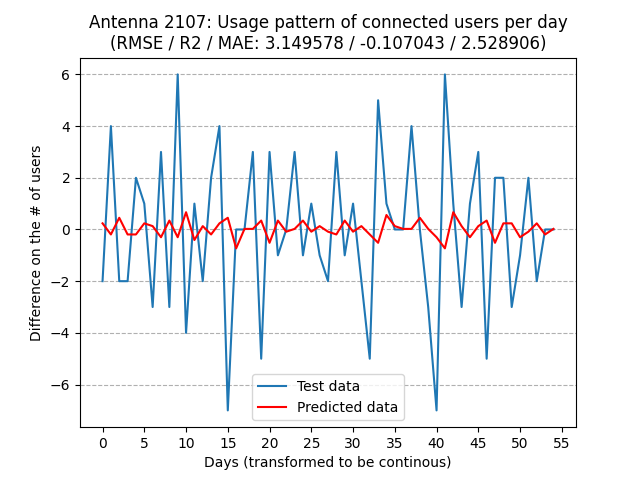 Antenna 2107: Usage pattern of connected users per day
(RMSE / R2 / MAE: 3.149578 / -0.107043 / 2.528906)
Difference on the # of users
6
4
2
0
−2
−4
−6
Test data
Predicted data
0 5 10 15 20 25 30 35 40 45 50 55
Days (transformed to be continous)